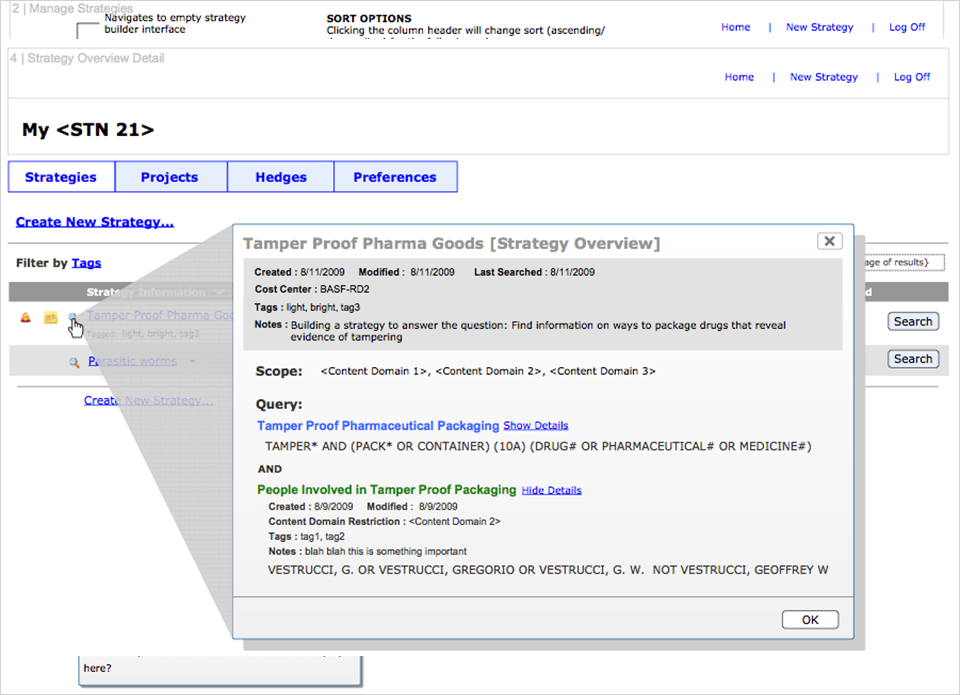 2 | Manage Strategies
Navigates to empty strategy
builder interface
SORT OPTIONS
Clicking the column header will change sort (ascending/
Home | New Strategy | Log Off
4 | Strategy Overview Detail
Home | New Strategy | Log Off
My <STN 21>
Strategies Projects Hedges Preferences
Create New Strategy...
Filter by Tags
age of results}
Strategy Information
d
Tamper Proof Pharma Goo
Tagged: light, bright, tag3
Search
Parasitic worms
Search
Create New Strategy...
Tamper Proof Pharma Goods [Strategy Overview]
Created : 8/11/2009 Modified : 8/11/2009 Last Searched : 8/11/2009
Cost Center : BASF-RD2
Tags : light, bright, tag3
Notes : Building a strategy to answer the question: Find information on ways to package drugs that reveal
evidence of tampering
Scope: <Content Domain 1>, <Content Domain 2>, <Content Domain 3>
Query:
Tamper Proof Pharmaceutical Packaging Show Details
TAMPER* AND (PACK* OR CONTAINER) (10A) (DRUG# OR PHARMACEUTICAL# OR MEDICINE#)
AND
People Involved in Tamper Proof Packaging Hide Details
Created : 8/9/2009 Modified : 8/9/2009
Content Domain Restriction : <Content Domain 2>
Tags : tag1, tag2
Notes : blah blah this is something important
VESTRUCCI, G. OR VESTRUCCI, GREGORIO OR VESTRUCCI, G. W. NOT VESTRUCCI, GEOFFREY W
OK
here?